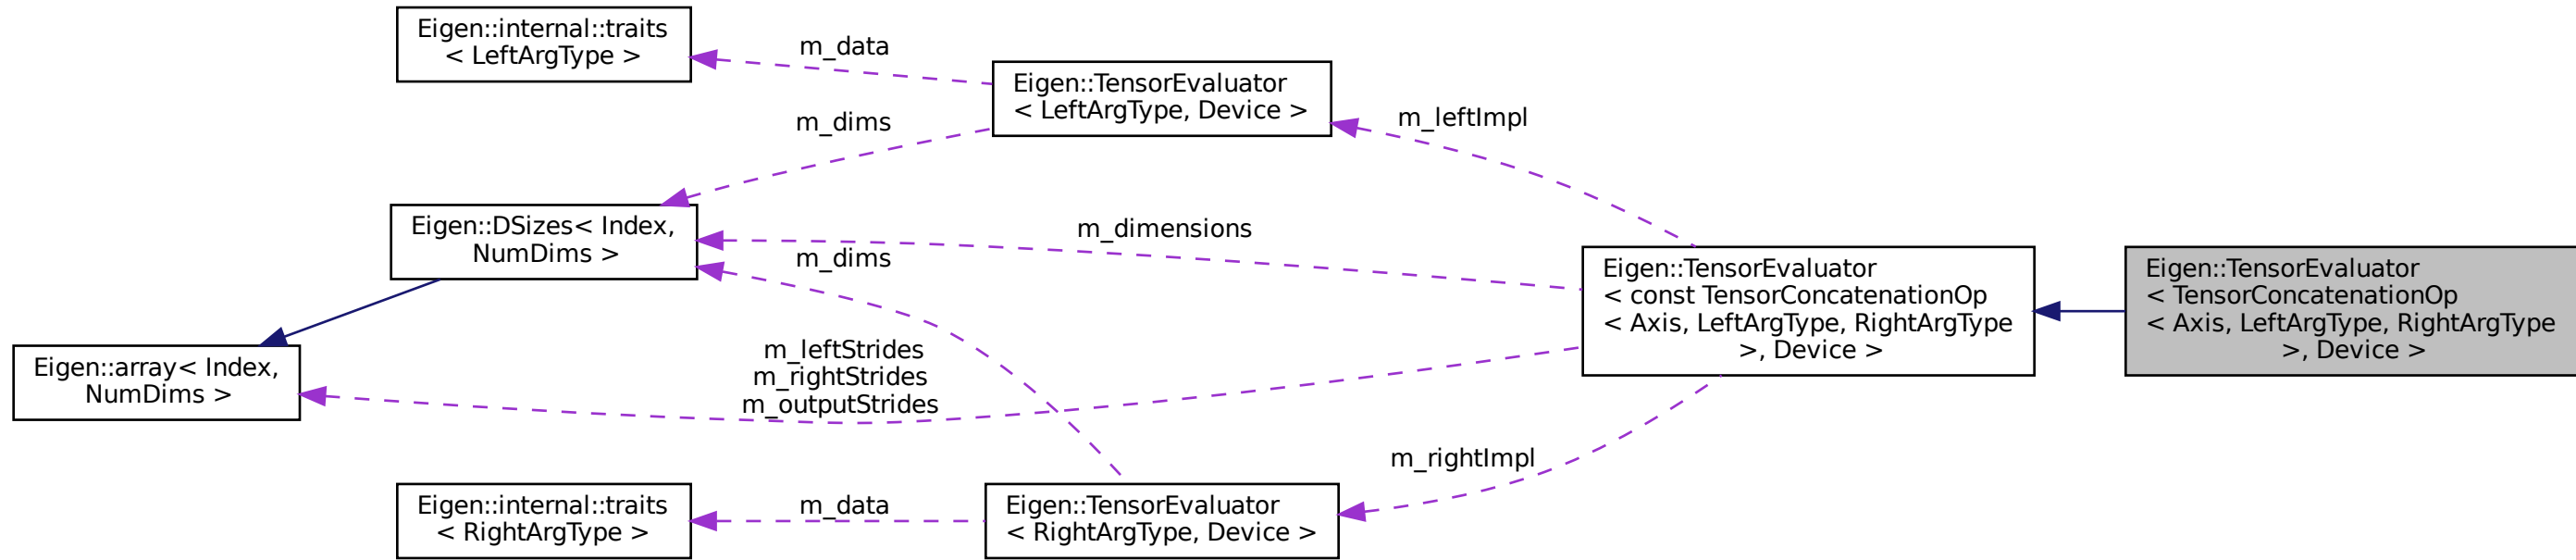 Eigen::internal::traits
< LeftArgType >
m_data
Eigen::TensorEvaluator
< LeftArgType, Device >
m_dims
m_leftImpl
Eigen::DSizes< Index,
NumDims >
m_dimensions
m_dims
Eigen::TensorEvaluator
< const TensorConcatenationOp
< Axis, LeftArgType, RightArgType
>, Device >
Eigen::TensorEvaluator
< TensorConcatenationOp
< Axis, LeftArgType, RightArgType
>, Device >
Eigen::array< Index,
NumDims >
m_leftStrides
m_rightStrides
m_outputStrides
m_rightImpl
Eigen::internal::traits
< RightArgType >
m_data
Eigen::TensorEvaluator
< RightArgType, Device >